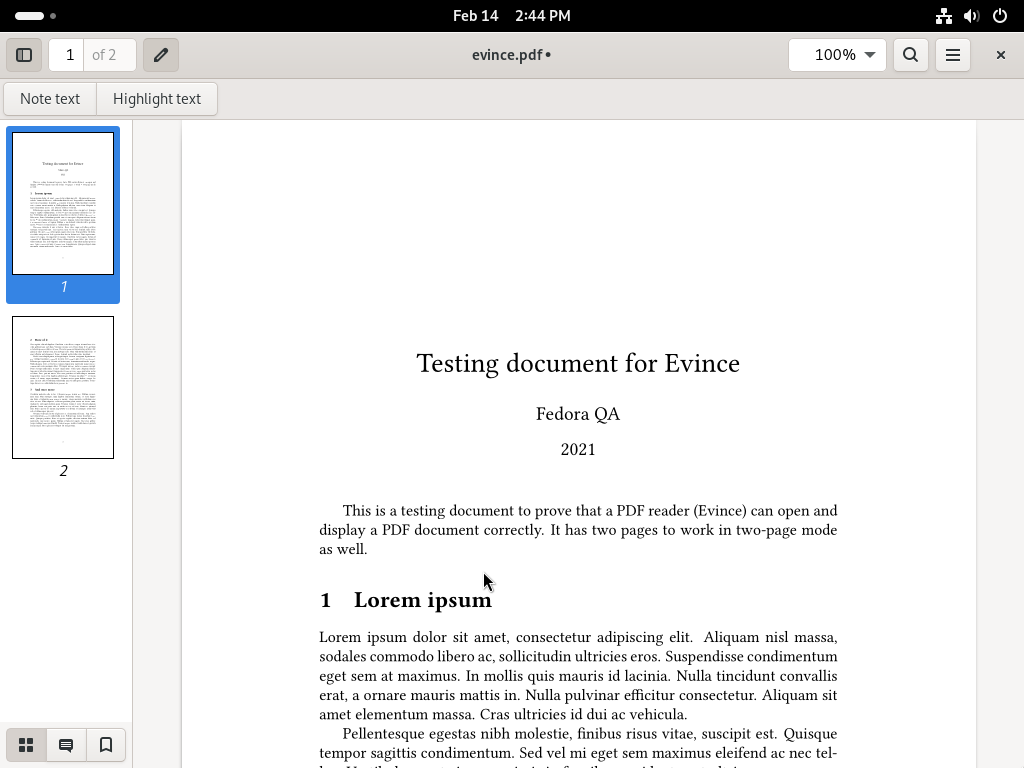 Feb 14 2:44 PM
1 of 2
evince.pdf•
100%
Note text
Highlight text
1
2
Testing document for Evince
Fedora QA
2021
This is a testing document to prove that a PDF reader (Evince) can open and
display a PDF document correctly. It has two pages to work in two-page mode
as well.
1 Lorem ipsum
Lorem ipsum dolor sit amet, consectetur adipiscing elit. Aliquam nisl massa,
sodales commodo libero ac, sollicitudin ultricies eros. Suspendisse condimentum
eget sem at maximus. In mollis quis mauris id lacinia. Nulla tincidunt convallis
erat, a ornare mauris mattis in. Nulla pulvinar efficitur consectetur. Aliquam sit
amet elementum massa. Cras ultricies id dui ac vehicula.
Pellentesque egestas nibh molestie, finibus risus vitae, suscipit est. Quisque
tempor sagittis condimentum. Sed vel mi eget sem maximus eleifend ac nec tel-